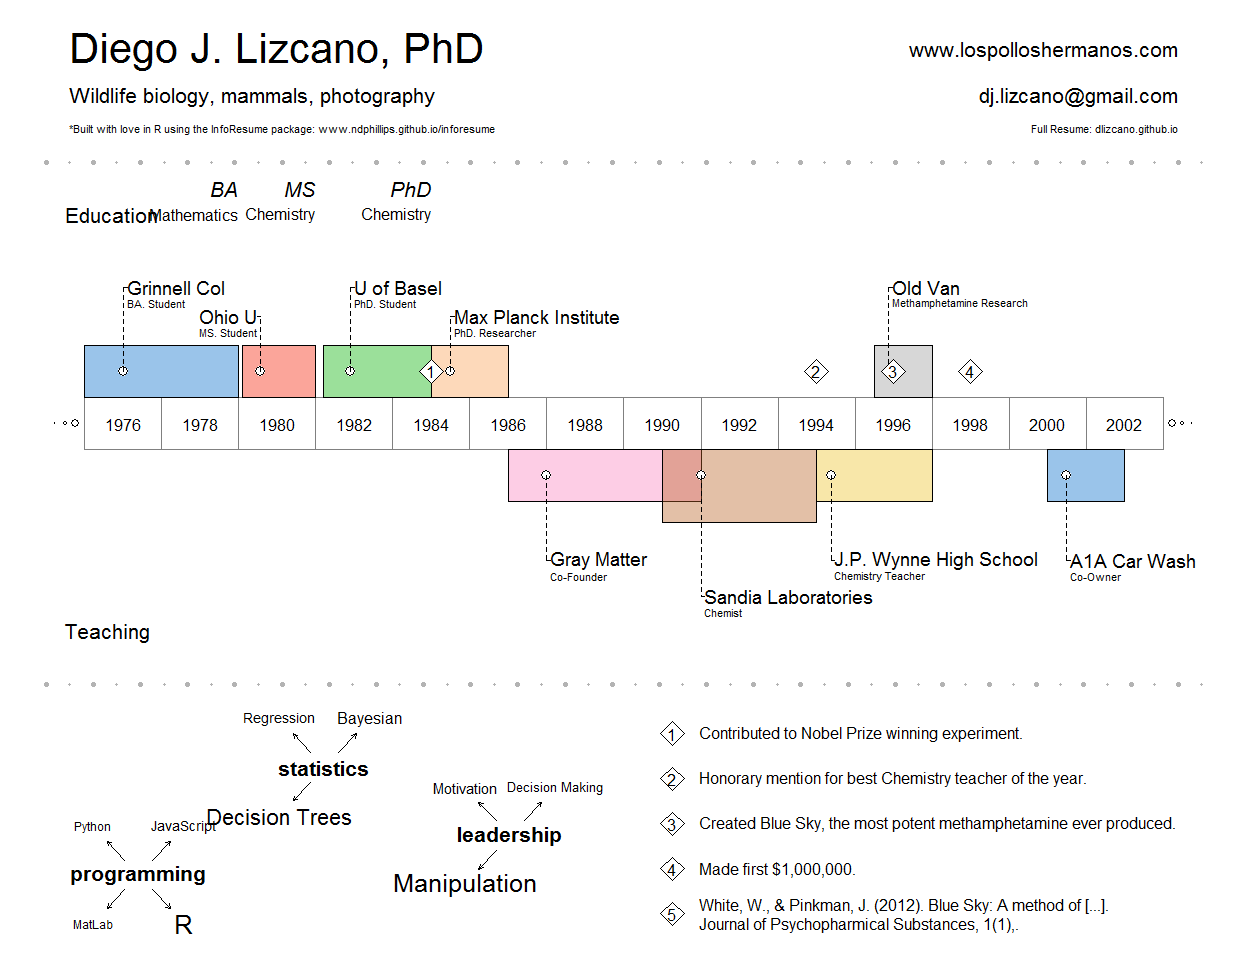 Diego J. Lizcano, PhD
www.lospolloshermanos.com
Wildlife biology, mammals, photography
dj.lizcano@gmail.com
*Built with love in R using the InfoResume package: www.ndphillips.github.io/inforesume
Full Resume: dlizcano.github.io
BA MS PhD
Education Mathematics Chemistry Chemistry
Grinnell Col
BA. Student
U of Basel
PhD. Student
Old Van
Methamphetamine Research
Ohio U
MS. Student
Max Planck Institute
PhD. Researcher
1 2 3 4
1976 1978 1980 1982 1984 1986 1988 1990 1992 1994 1996 1998 2000 2002
Gray Matter
Co-Founder
J.P. Wynne High School
Chemistry Teacher
A1A Car Wash
Co-Owner
Sandia Laboratories
Chemist
Teaching
Regression Bayesian
statistics
Decision Trees
Motivation Decision Making
leadership
Manipulation
Python JavaScript
programming
MatLab R
1 Contributed to Nobel Prize winning experiment.
2 Honorary mention for best Chemistry teacher of the year.
3 Created Blue Sky, the most potent methamphetamine ever produced.
4 Made first $1,000,000.
5 White, W., & Pinkman, J. (2012). Blue Sky: A method of [...].
Journal of Psychopharmical Substances, 1(1),.